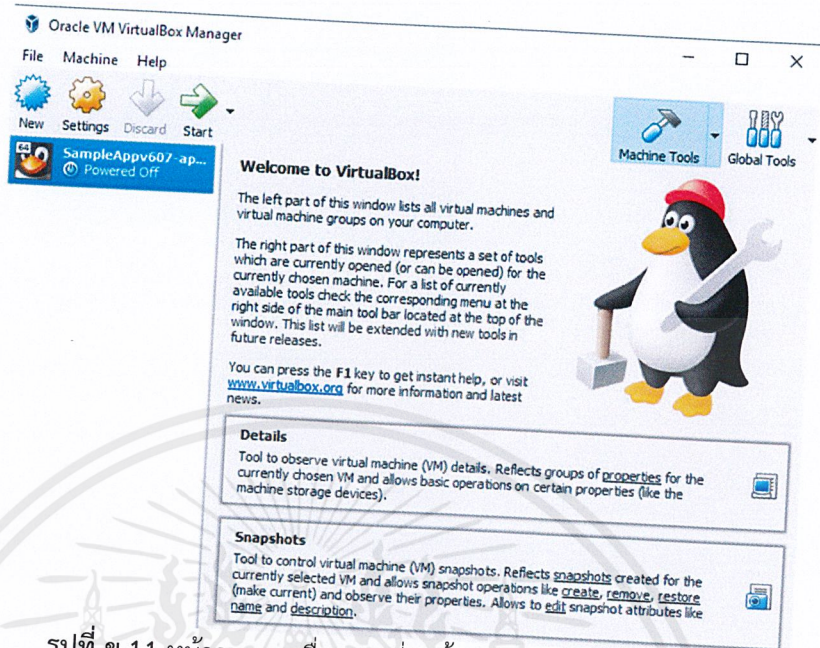 Oracle VM VirtualBox Manager
File Machine Help
New Settings Discard Start
Machine Tools Global Tools
64
SampleAppv607-ap...
Powered Off
Welcome to VirtualBox!
The left part of this window lists all virtual machines and
virtual machine groups on your computer.
The right part of this window represents a set of tools
which are currently opened (or can be opened) for the
currently chosen machine. For a list of currently
available tools check the corresponding menu at the
right side of the main tool bar located at the top of the
window. This list will be extended with new tools in
future releases.
You can press the F1 key to get instant help, or visit
www.virtualbox.org for more information and latest
news.
Details
Tool to observe virtual machine (VM) details. Reflects groups of properties for the
currently chosen VM and allows basic operations on certain properties (like the
machine storage devices).
Snapshots
Tool to control virtual machine (VM) snapshots. Reflects snapshots created for the
currently selected VM and allows snapshot operations like create, remove, restore
(make current) and observe their properties. Allows to edit snapshot attributes like
name and description.
รูปที่ ข.11